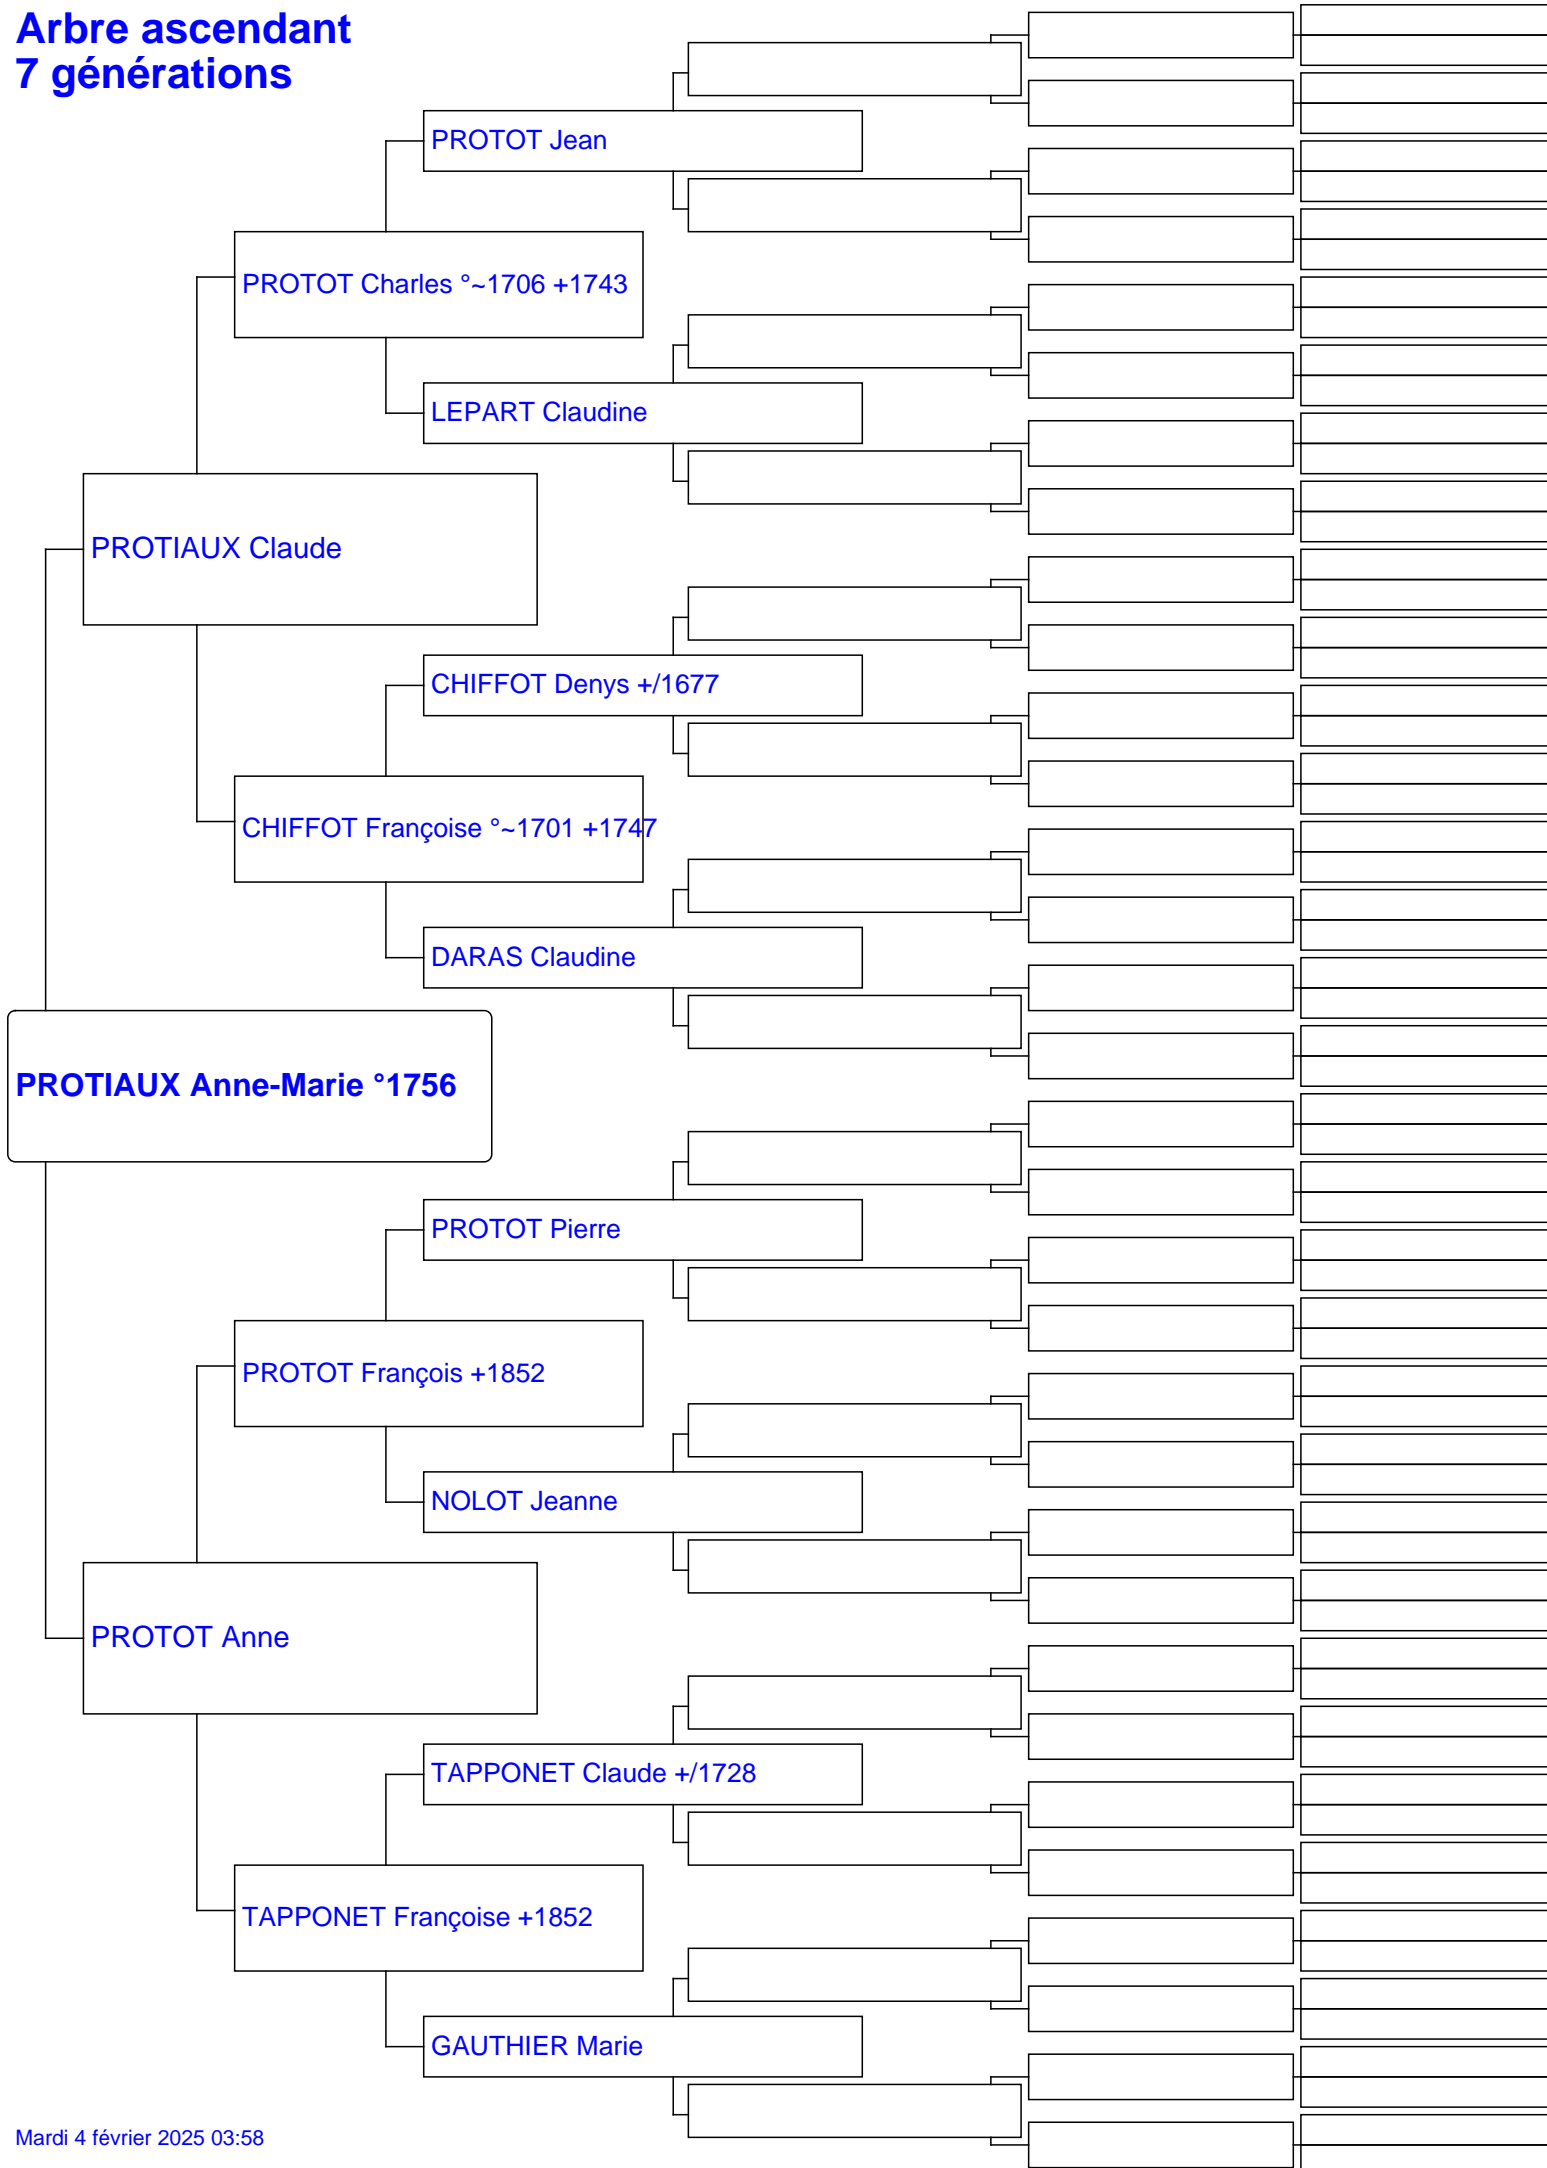 Arbre ascendant
7 générations
PROTOT Jean
PROTOT Charles °~1706 +1743
LEPART Claudine
PROTIAUX Claude
CHIFFOT Denys +/1677
CHIFFOT Françoise °~1701 +1747
DARAS Claudine
PROTIAUX Anne-Marie °1756
PROTOT Pierre
PROTOT François +1852
NOLOT Jeanne
PROTOT Anne
TAPPONET Claude +/1728
TAPPONET Françoise +1852
GAUTHIER Marie
Mardi 4 février 2025 03:58